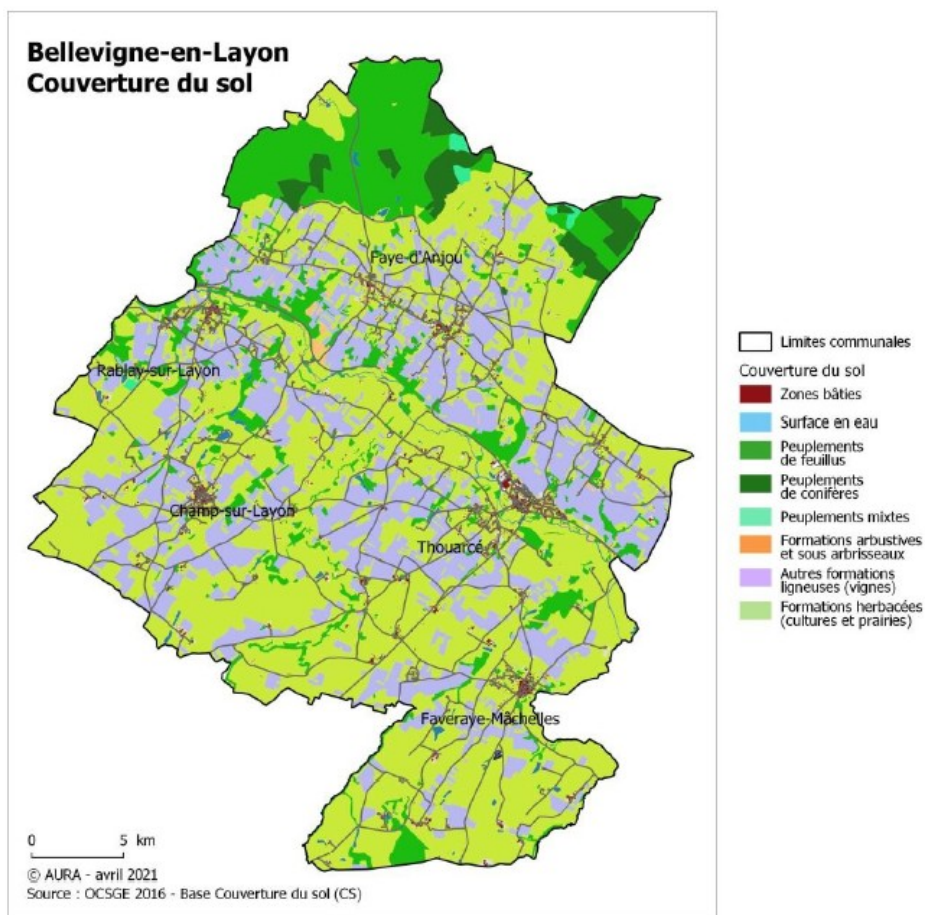 Bellevigne-en-Layon
Couverture du sol
Faye-d'Anjou
Rablay-sur-Layon
Champ-sur-Layon
Thouarcé
Faveraye-Mâchelles
Limites communales
Couverture du sol
Zones bâties
Surface en eau
Peuplements
de feuillus
Peuplements
de conifères
Peuplements mixtes
Formations arbustives
et sous arbrisseaux
Autres formations
ligneuses (vignes)
Formations herbacées
(cultures et prairies)
0 5 km
© AURA - avril 2021
Source : OCSGE 2016 - Base Couverture du sol (CS)